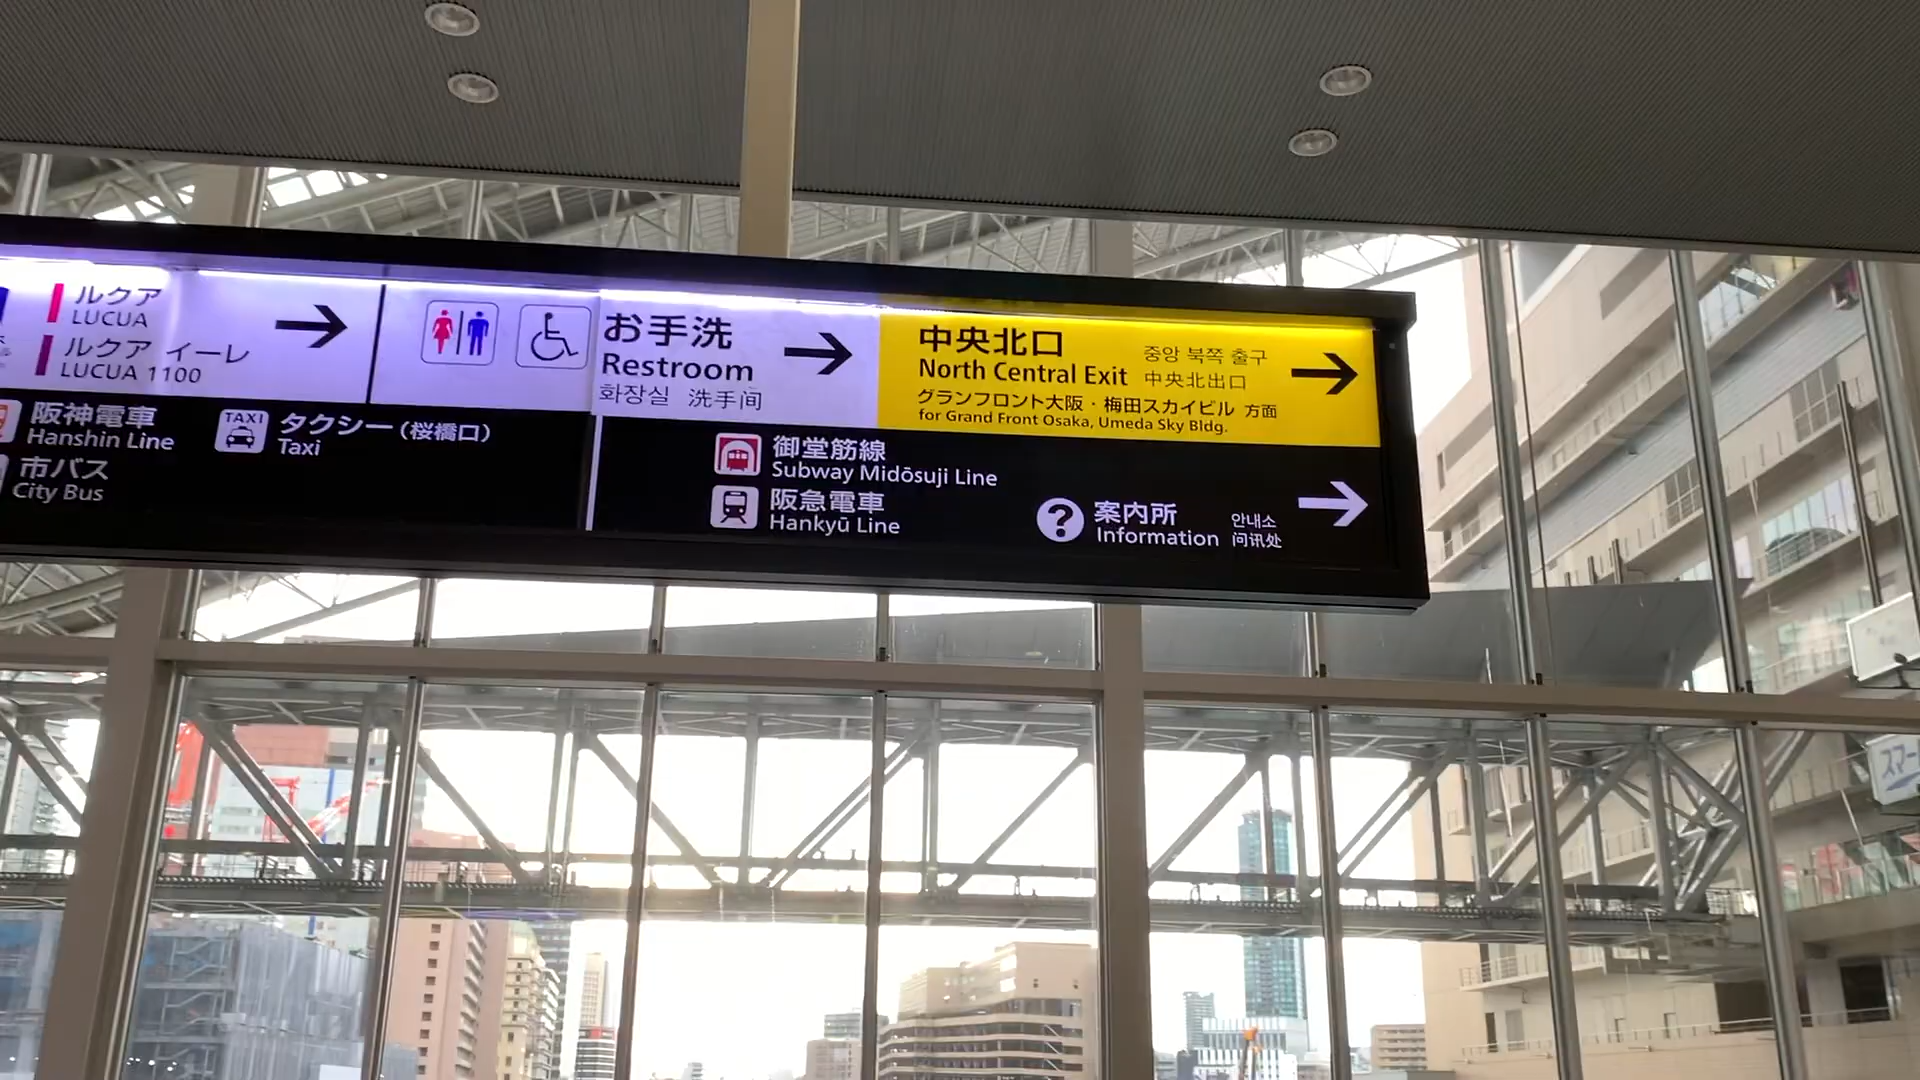 ルクア
LUCUA
ルクア イーレ
LUCUA 1100
お手洗
Restroom
화장실 洗手间
中央北口
North Central Exit
중앙 북쪽 출구
中央北出口
グランフロント大阪・梅田スカイビル 方面
for Grand Front Osaka, Umeda Sky Bldg.
阪神電車
Hanshin Line
市バス
City Bus
TAXI
タクシー(桜橋口)
Taxi
御堂筋線
Subway Midōsuji Line
阪急電車
Hankyū Line
?
案内所
Information
안내소
问讯处
スマー